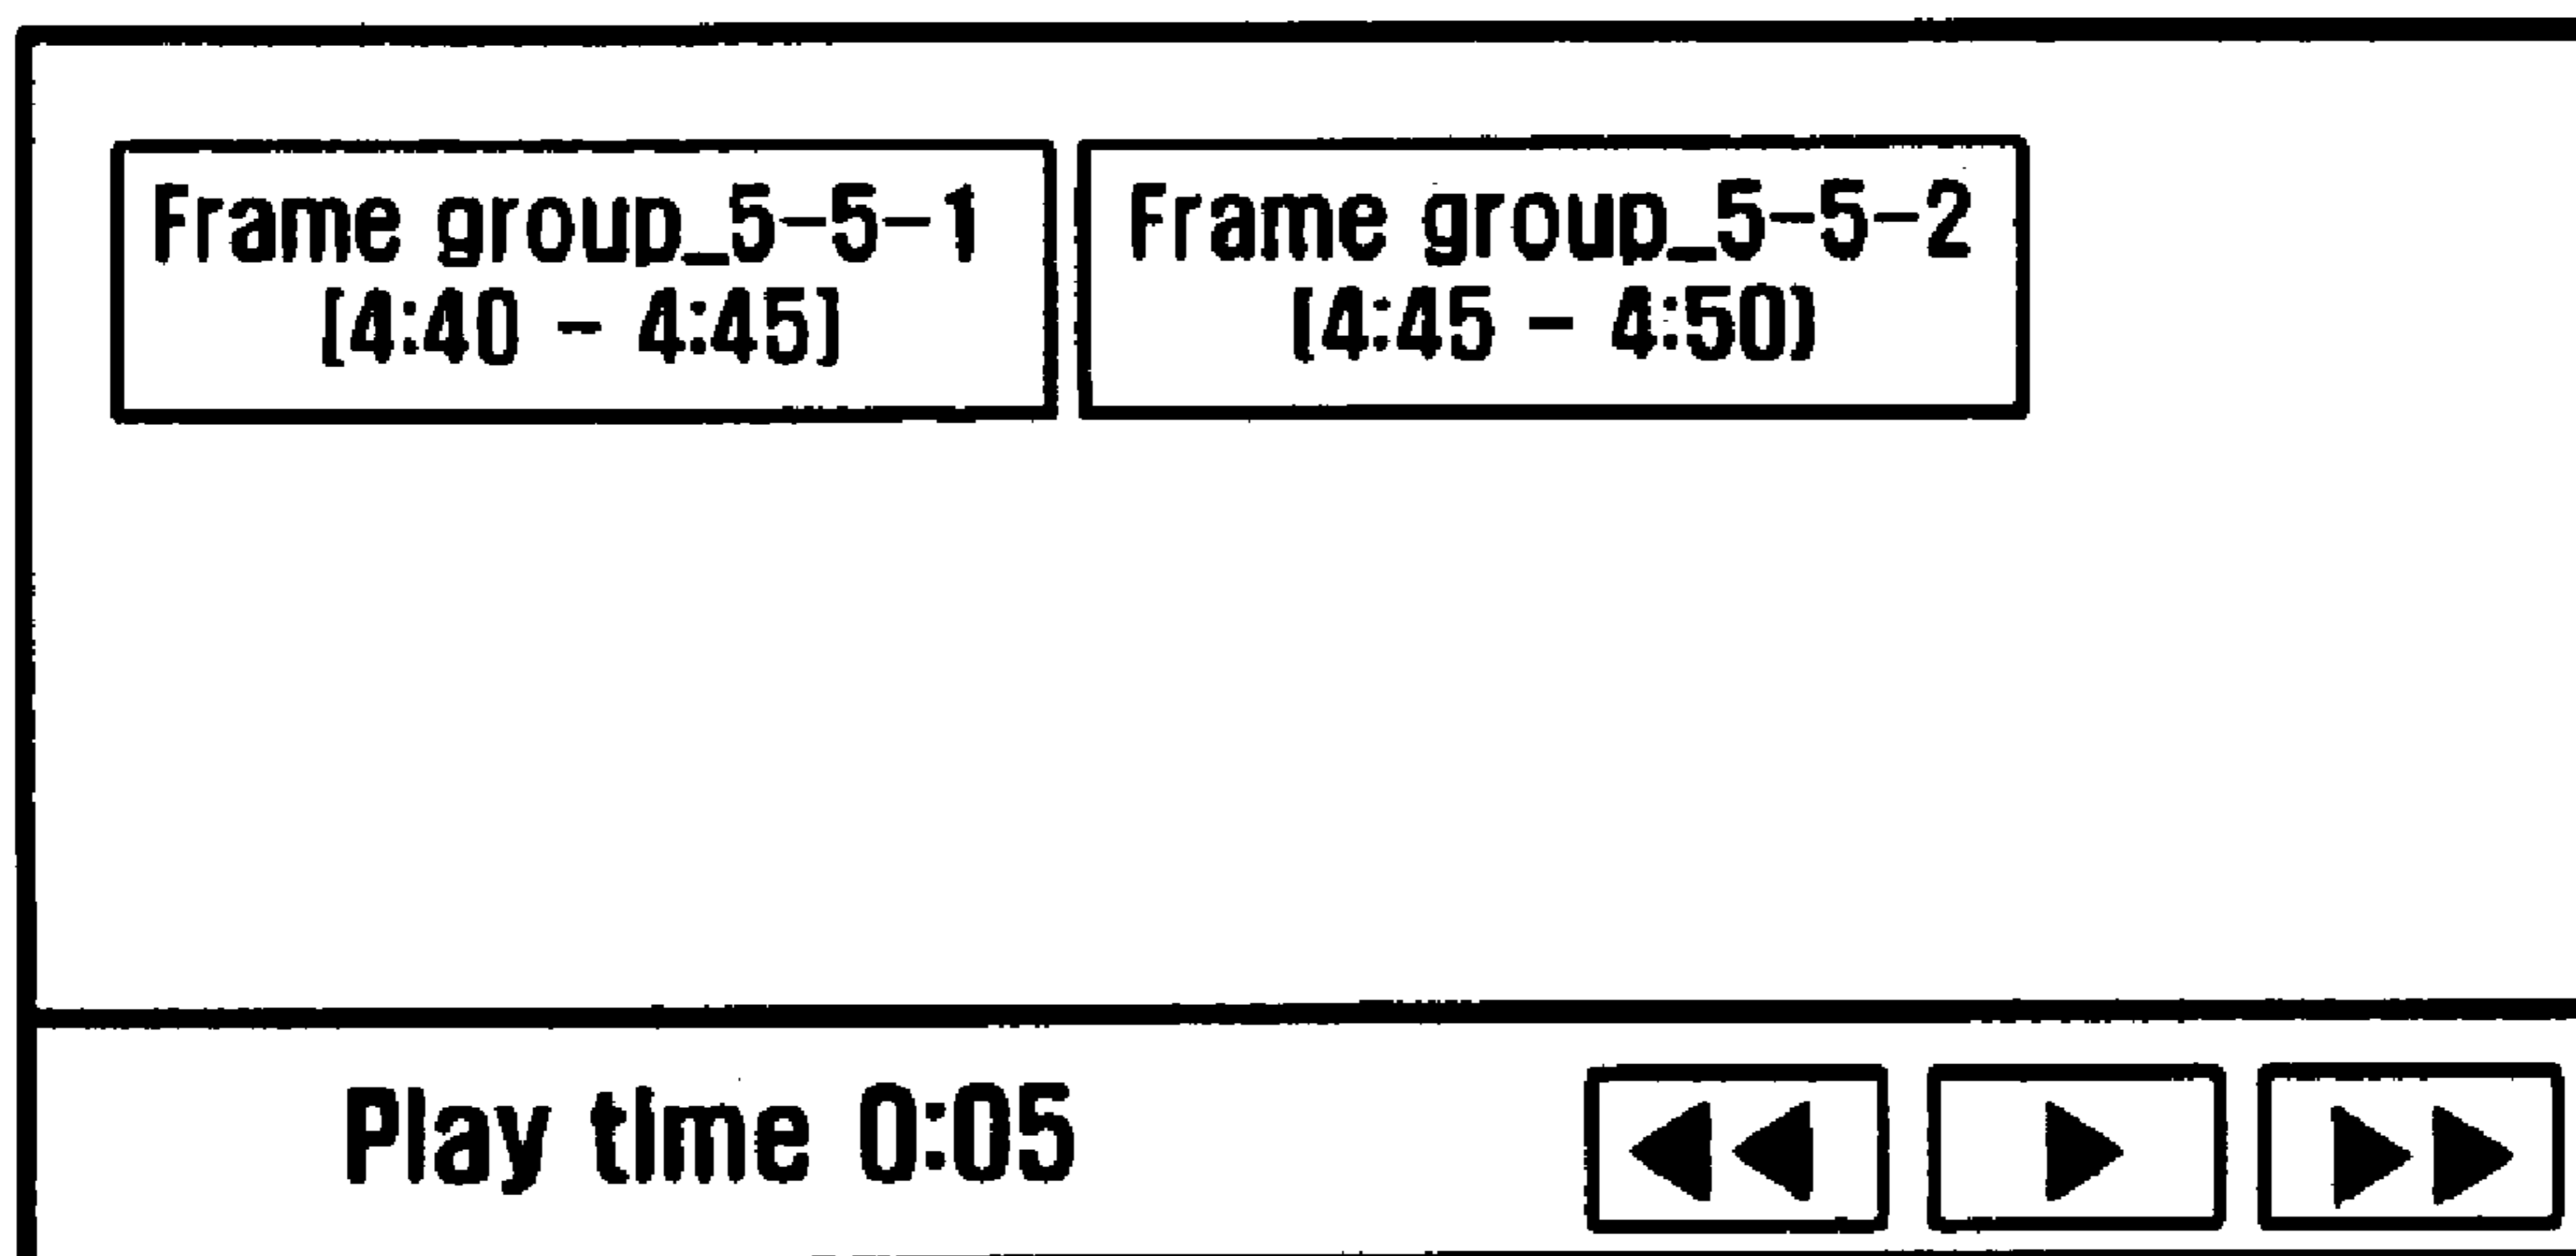 Frame group_5-5-1
[4:40 - 4:45]
Frame group_5-5-2
(4:45 - 4:50)
Play time 0:05